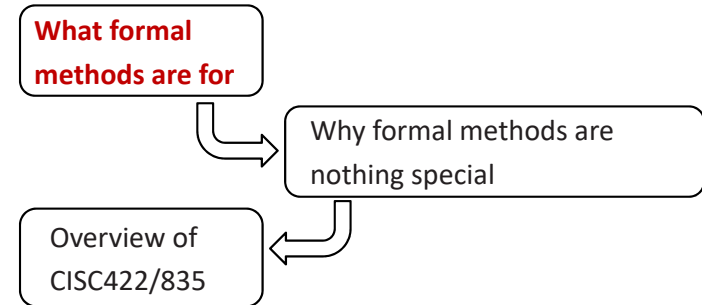 What formal
methods are for
Why formal methods are
nothing special
Overview of
CISC422/835